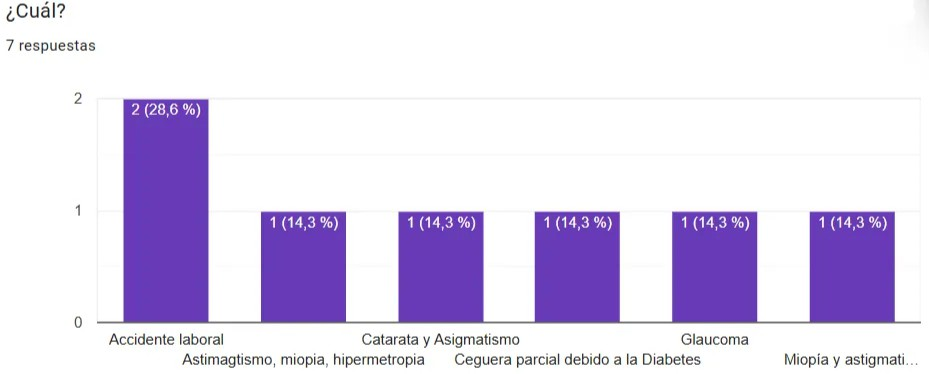 ¿Cuál?
7 respuestas
2
2 (28,6 %)
1
1 (14,3 %)
1 (14,3 %)
1 (14,3 %)
1 (14,3 %)
1 (14,3 %)
0
Accidente laboral
Catarata y Asigmatismo
Glaucoma
Astimagtismo, miopia, hipermetropia
Ceguera parcial debido a la Diabetes
Miopía y astigmati…